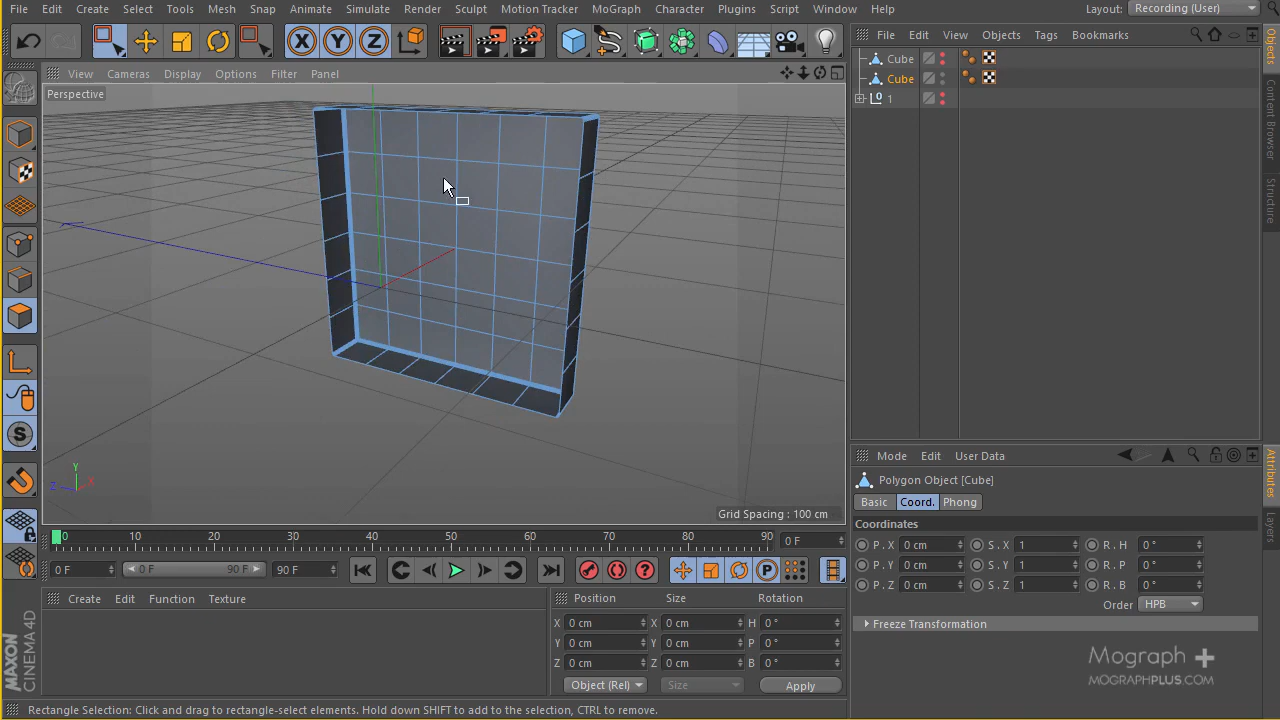 File Edit Create Select Tools Mesh Snap Animate Simulate Render Sculpt Motion Tracker MoGraph Character Plugins Script Window Help Layout: Recording (User)
X Y Z
View Cameras Display Options Filter Panel
Perspective
Y
Z X
Grid Spacing : 100 cm
0 10 20 30 40 50 60 70 80 90 0 F
0 F 0 F 90 F 90 F
Create Edit Function Texture
Position Size Rotation
X 0 cm X 0 cm H 0 °
Y 0 cm Y 0 cm P 0 °
Z 0 cm Z 0 cm B 0 °
Object (Rel) Size Apply
Rectangle Selection: Click and drag to rectangle-select elements. Hold down SHIFT to add to the selection, CTRL to remove.
MAXON
CINEMA 4D
File Edit View Objects Tags Bookmarks
Cube
Cube
1
Objects
Content Browser
Structure
Mode Edit User Data
Polygon Object [Cube]
Basic Coord. Phong
Coordinates
P . X 0 cm S . X 1 R . H 0 °
P . Y 0 cm S . Y 1 R . P 0 °
P . Z 0 cm S . Z 1 R . B 0 °
Order HPB
Freeze Transformation
Attributes
Layers
Mograph +
MOGRAPHPLUS.COM